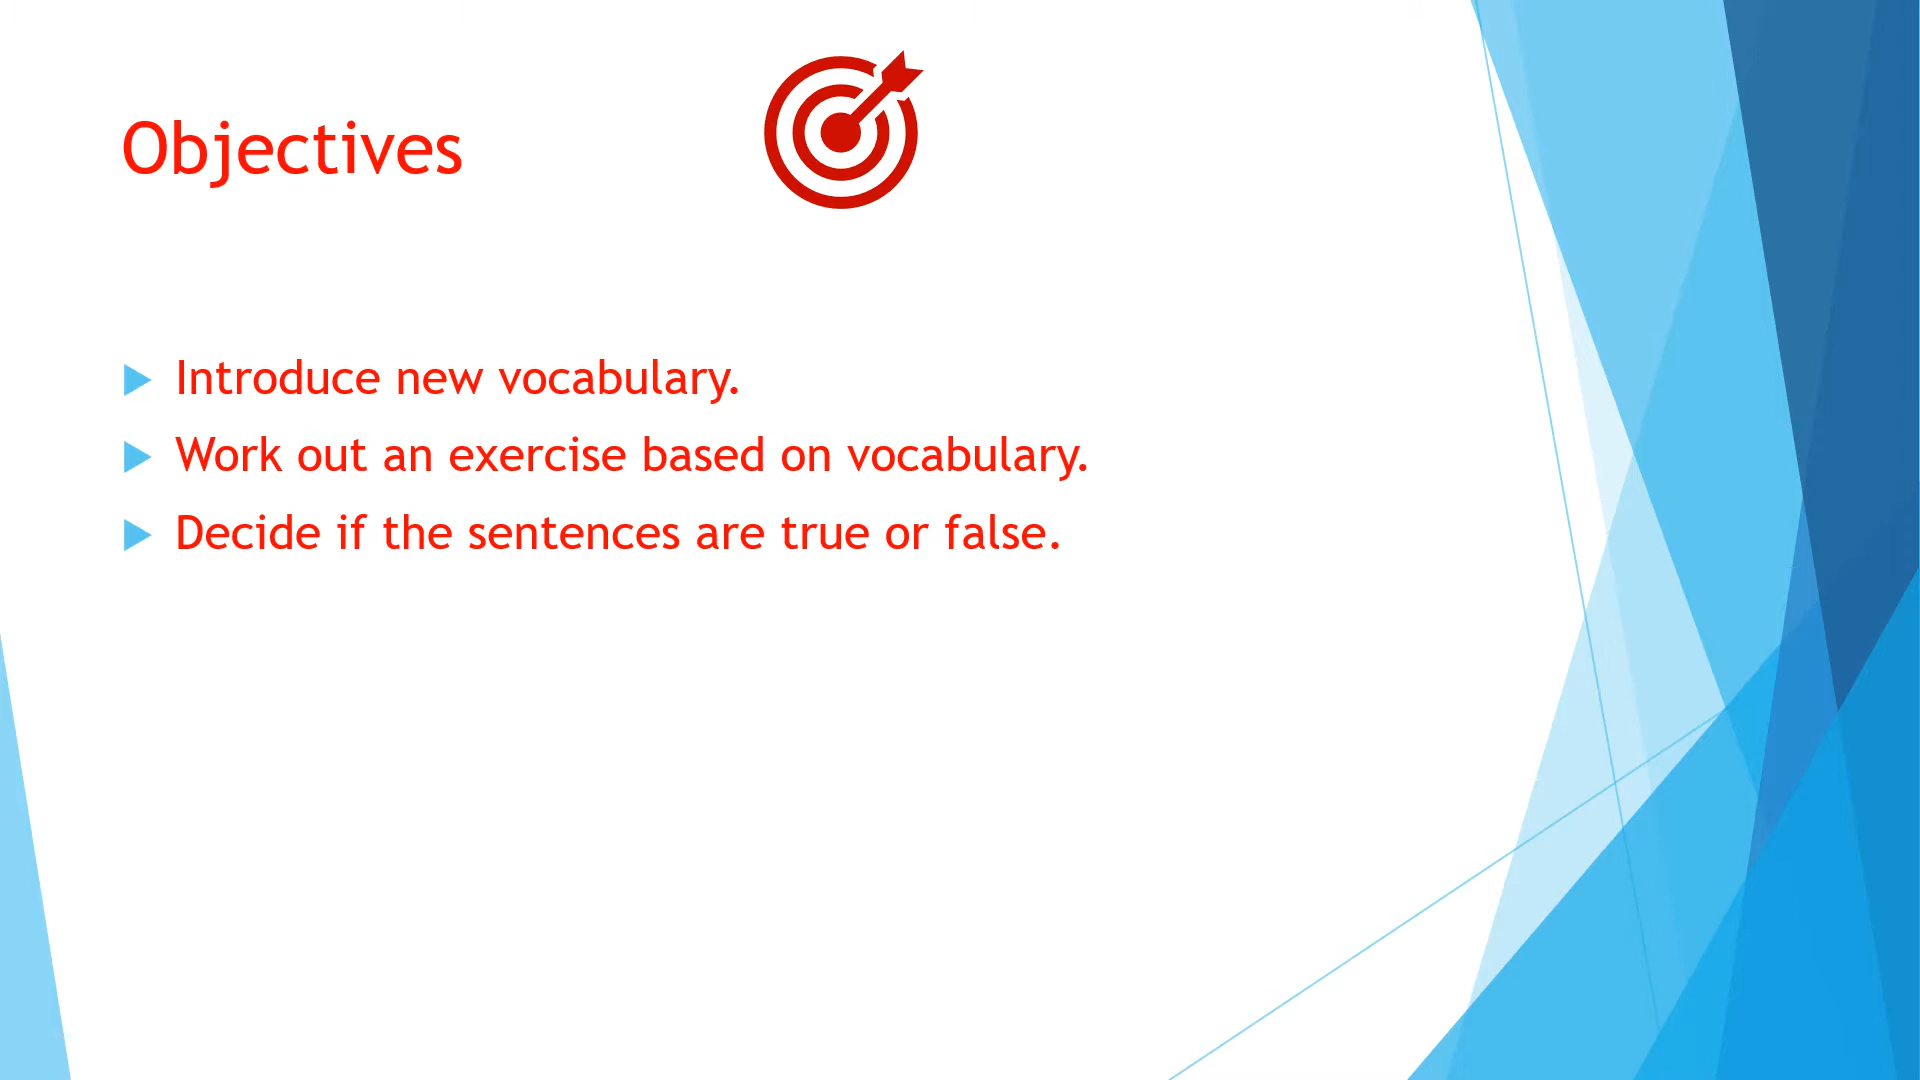 Objectives
Introduce new vocabulary.
Work out an exercise based on vocabulary.
Decide if the sentences are true or false.